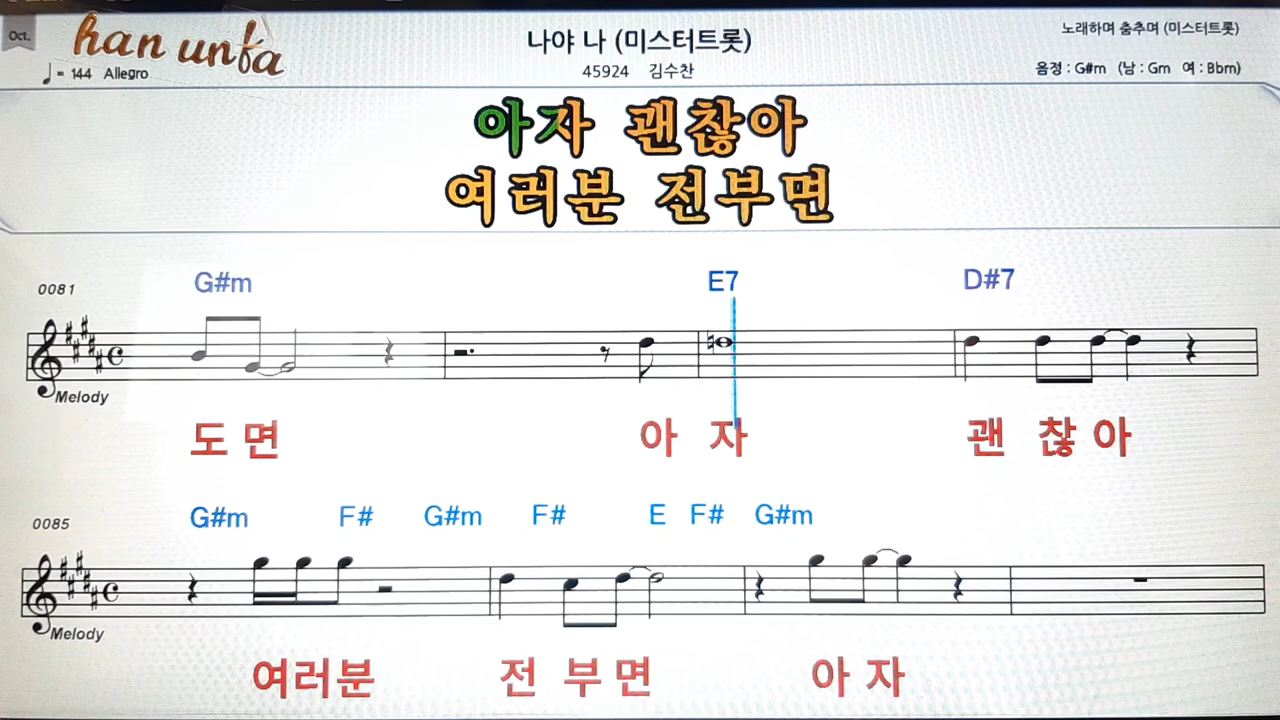 Oct.
han unfa
나야 나 (미스터트롯)
노래하며 춤추며 (미스터트롯)
♩= 144 Allegro
45924 김수찬
음정 : G#m (남 : Gm 여 : Bbm)
아자 괜찮아
여러분 전부면
0081
G#m E7 D#7
Melody
도 면 아 자 괜 찮 아
0085
G#m F# G#m F# E F# G#m
Melody
여러분 전 부 면 아 자